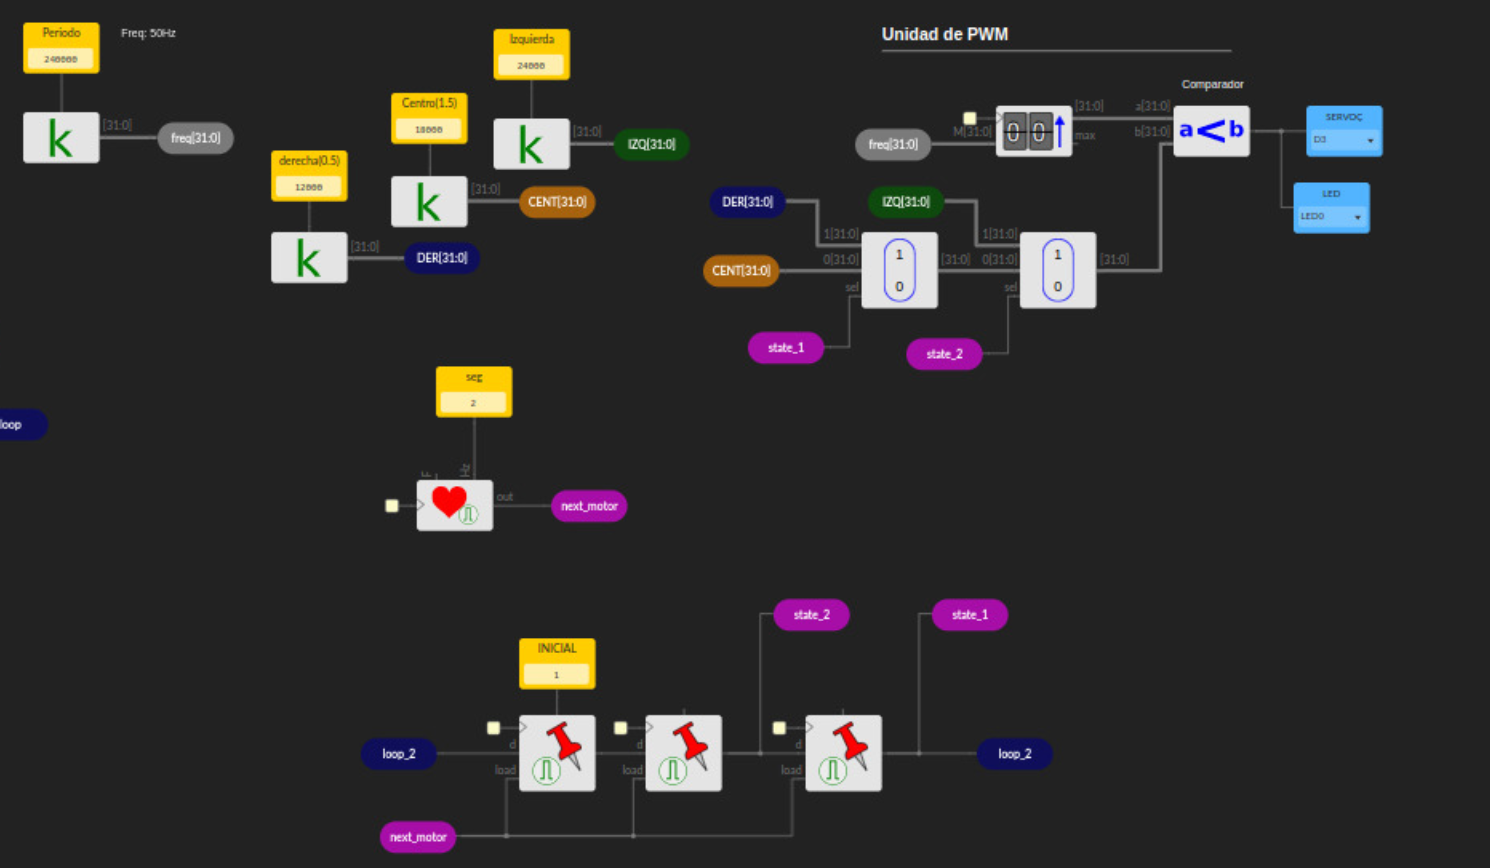 Periodo
240000
Freq: 50Hz
k
[31:0]
freq[31:0]
derecha(0.5)
12000
k
[31:0]
DER[31:0]
Centro(1.5)
18000
k
[31:0]
CENT[31:0]
Izquierda
24000
k
[31:0]
IZQ[31:0]
Unidad de PWM
Comparador
freq[31:0]
M[31:0]
00
[31:0]
max
a[31:0]
b[31:0]
a<b
SERVOC
D3
LED
LED0
DER[31:0]
CENT[31:0]
1[31:0]
0[31:0]
sel
1
0
[31:0]
state_1
IZQ[31:0]
1[31:0]
0[31:0]
sel
1
0
[31:0]
state_2
loop
seg
2
F
Hz
out
next_motor
state_2
state_1
INICIAL
1
loop_2
d
load
d
load
d
load
loop_2
next_motor